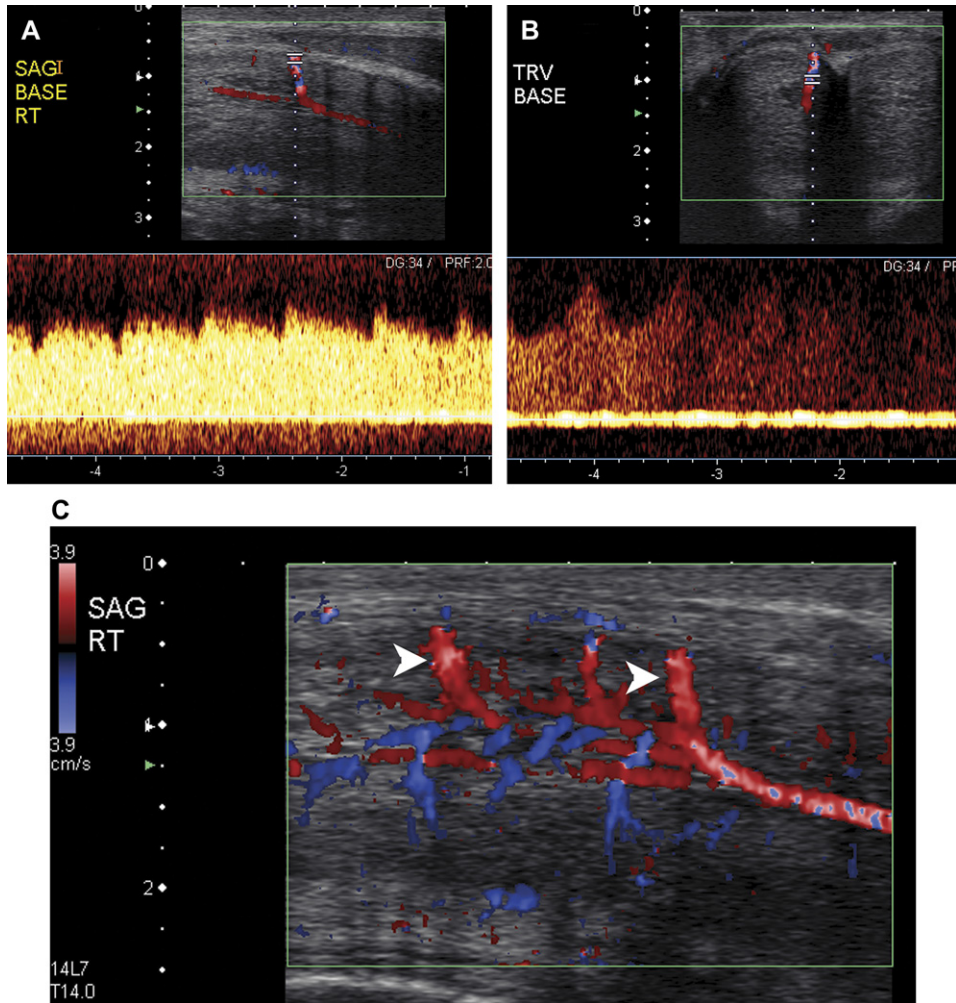 A
SAG
BASE
RT
0
1
2
3
DG:34 / PRF:2.0
-4
-3
-2
-1
B
TRV
BASE
0
1
2
3
DG:34 / PR
-4
-3
-2
C
3.9
3.9
cm/s
SAG
RT
0
1
2
14L7
T14.0